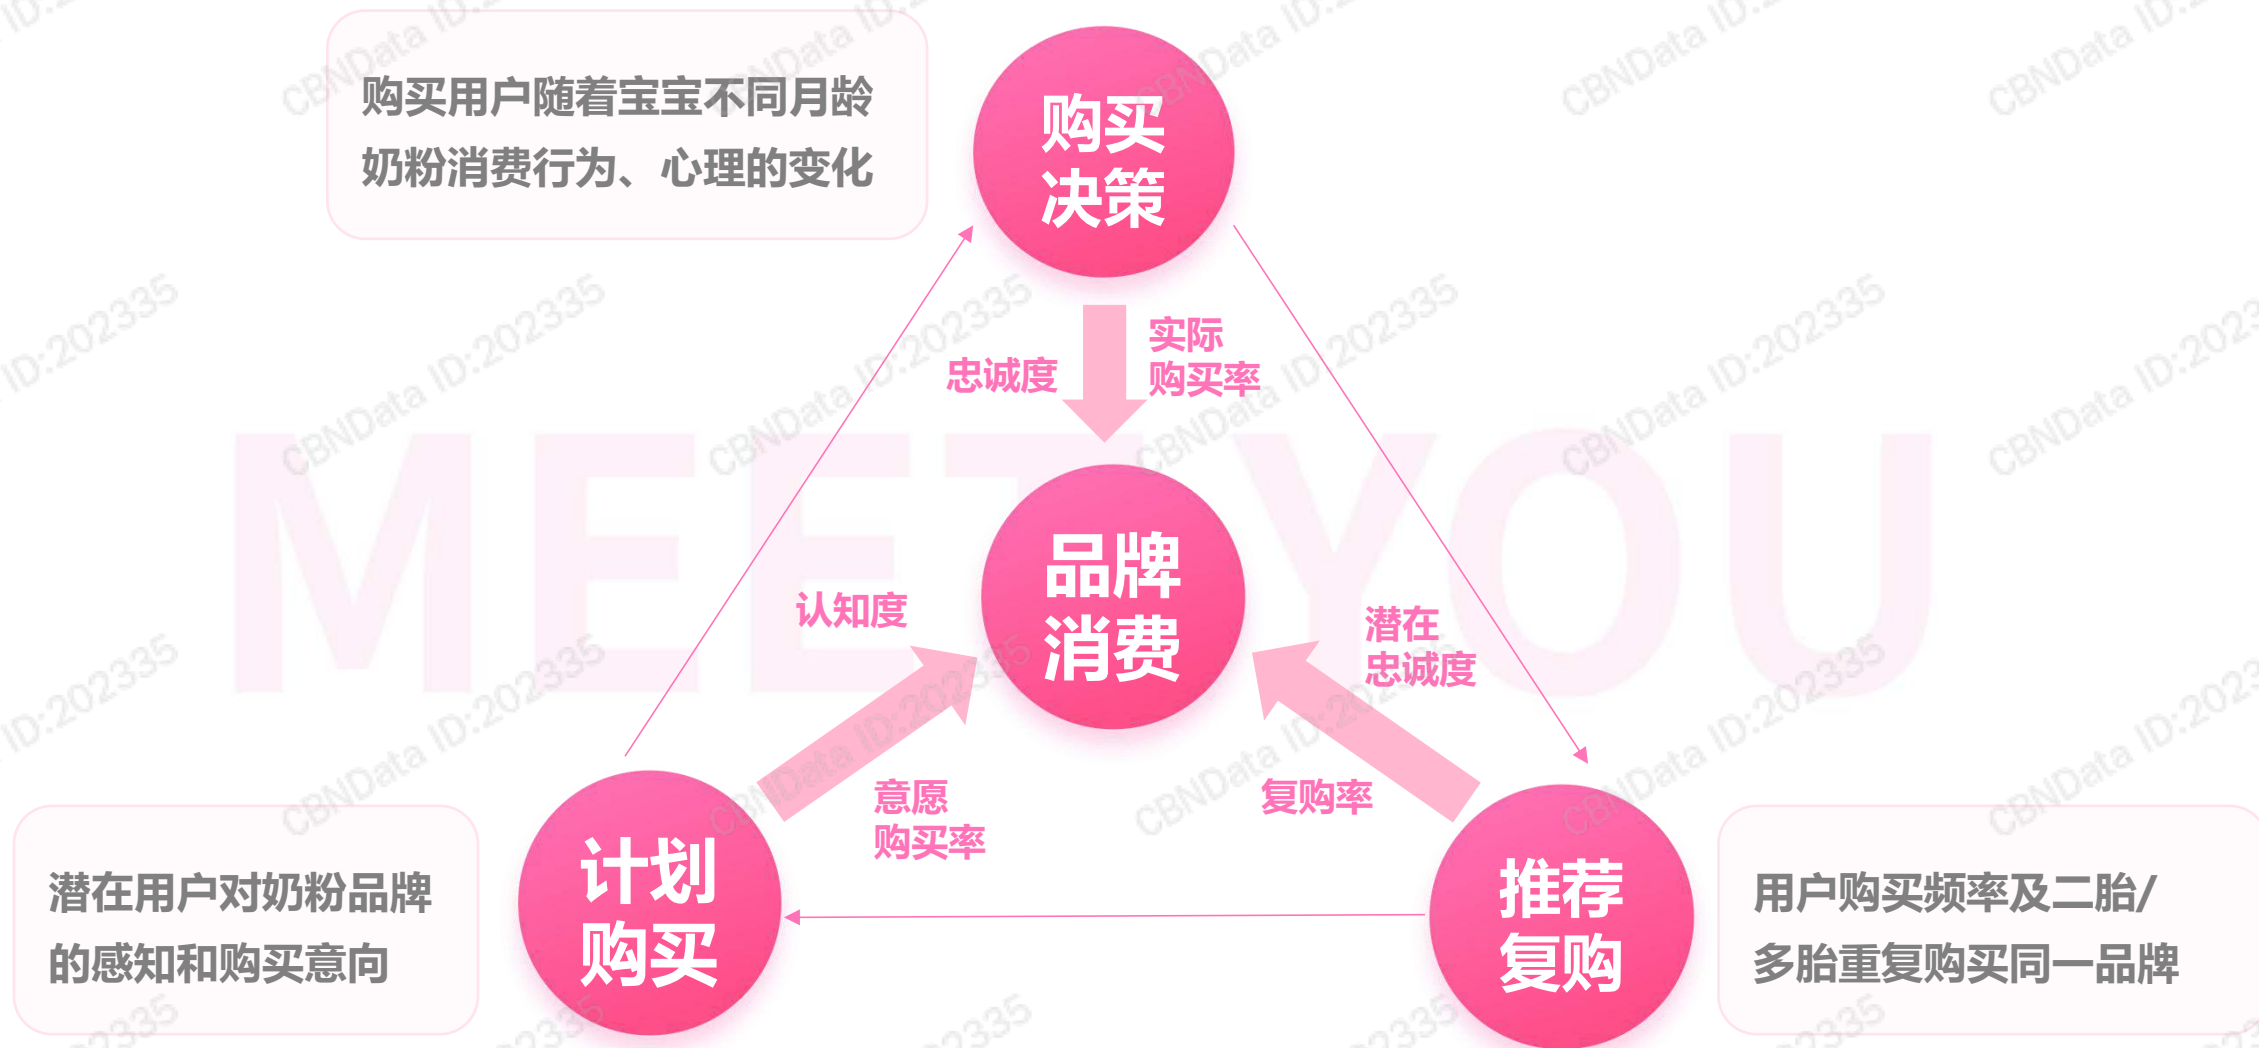 购买用户随着宝宝不同月龄
奶粉消费行为、心理的变化
购买
决策
忠诚度
实际
购买率
MEET YOU
品牌
消费
认知度
潜在
忠诚度
意愿
购买率
复购率
计划
购买
推荐
复购
潜在用户对奶粉品牌
的感知和购买意向
用户购买频率及二胎/
多胎重复购买同一品牌
CBNData ID:202335